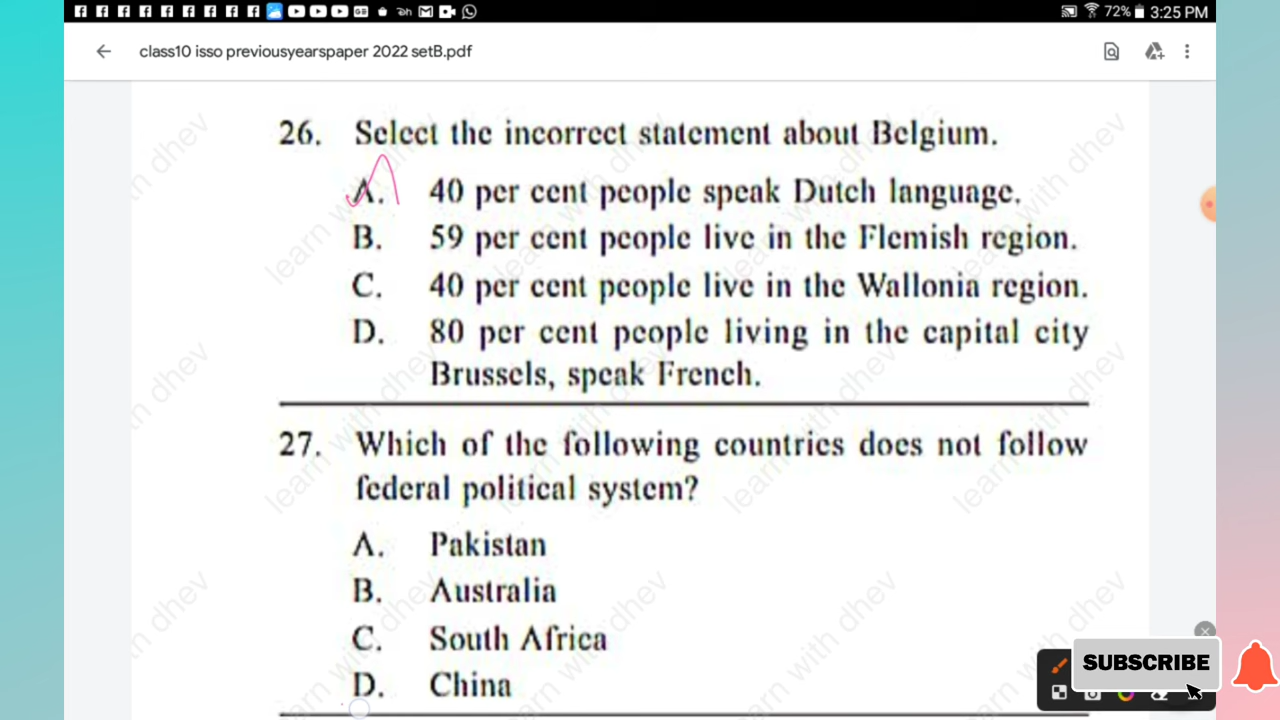 72% 3:25 PM
class10 isso previousyearspaper 2022 setB.pdf
26. Select the incorrect statement about Belgium.
A. 40 per cent people speak Dutch language.
B. 59 per cent people live in the Flemish region.
C. 40 per cent people live in the Wallonia region.
D. 80 per cent people living in the capital city
Brussels, speak French.
27. Which of the following countries does not follow
federal political system?
A. Pakistan
B. Australia
C. South Africa
D. China
SUBSCRIBE
learn with dhev